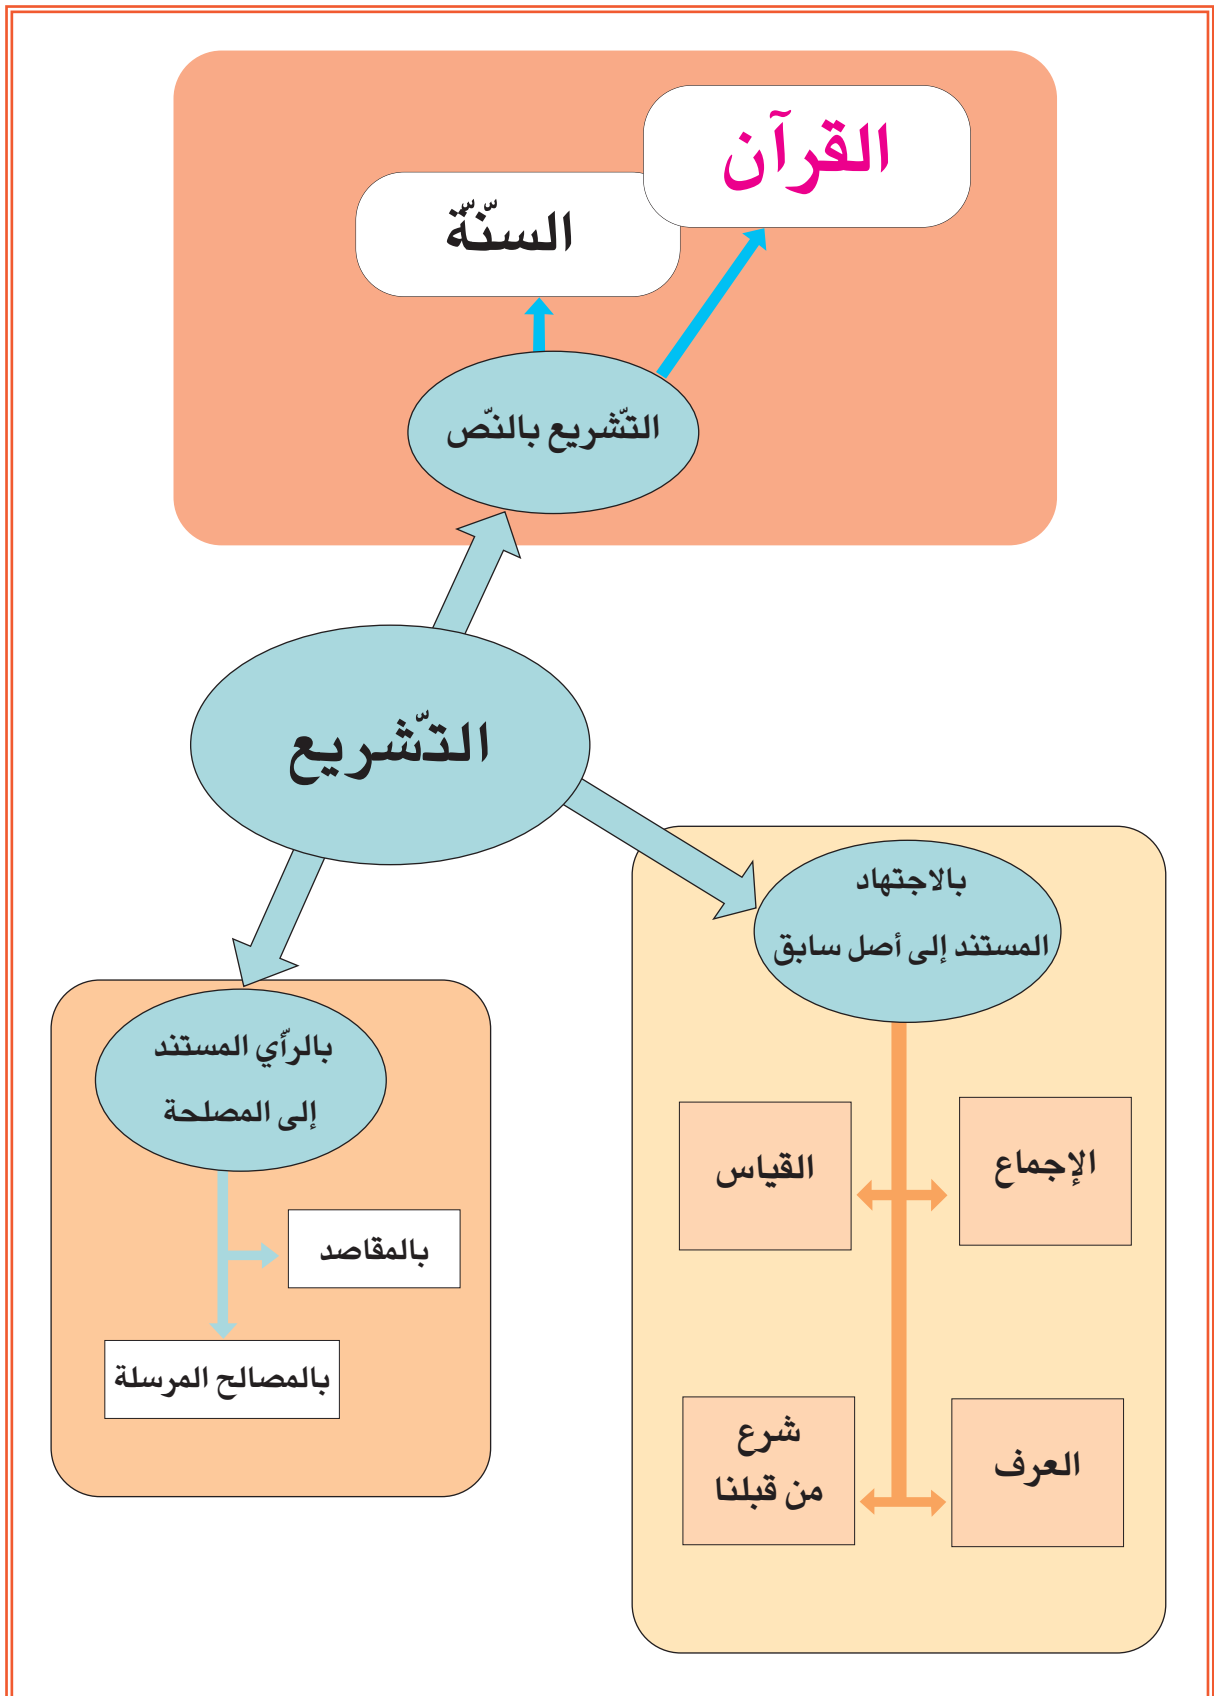 القرآن
السنّة
التّشريع بالنّص
التّشريع
بالاجتهاد
المستند إلى أصل سابق
الإجماع
القياس
العرف
شرع
من قبلنا
بالرّأي المستند
إلى المصلحة
بالمقاصد
بالمصالح المرسلة